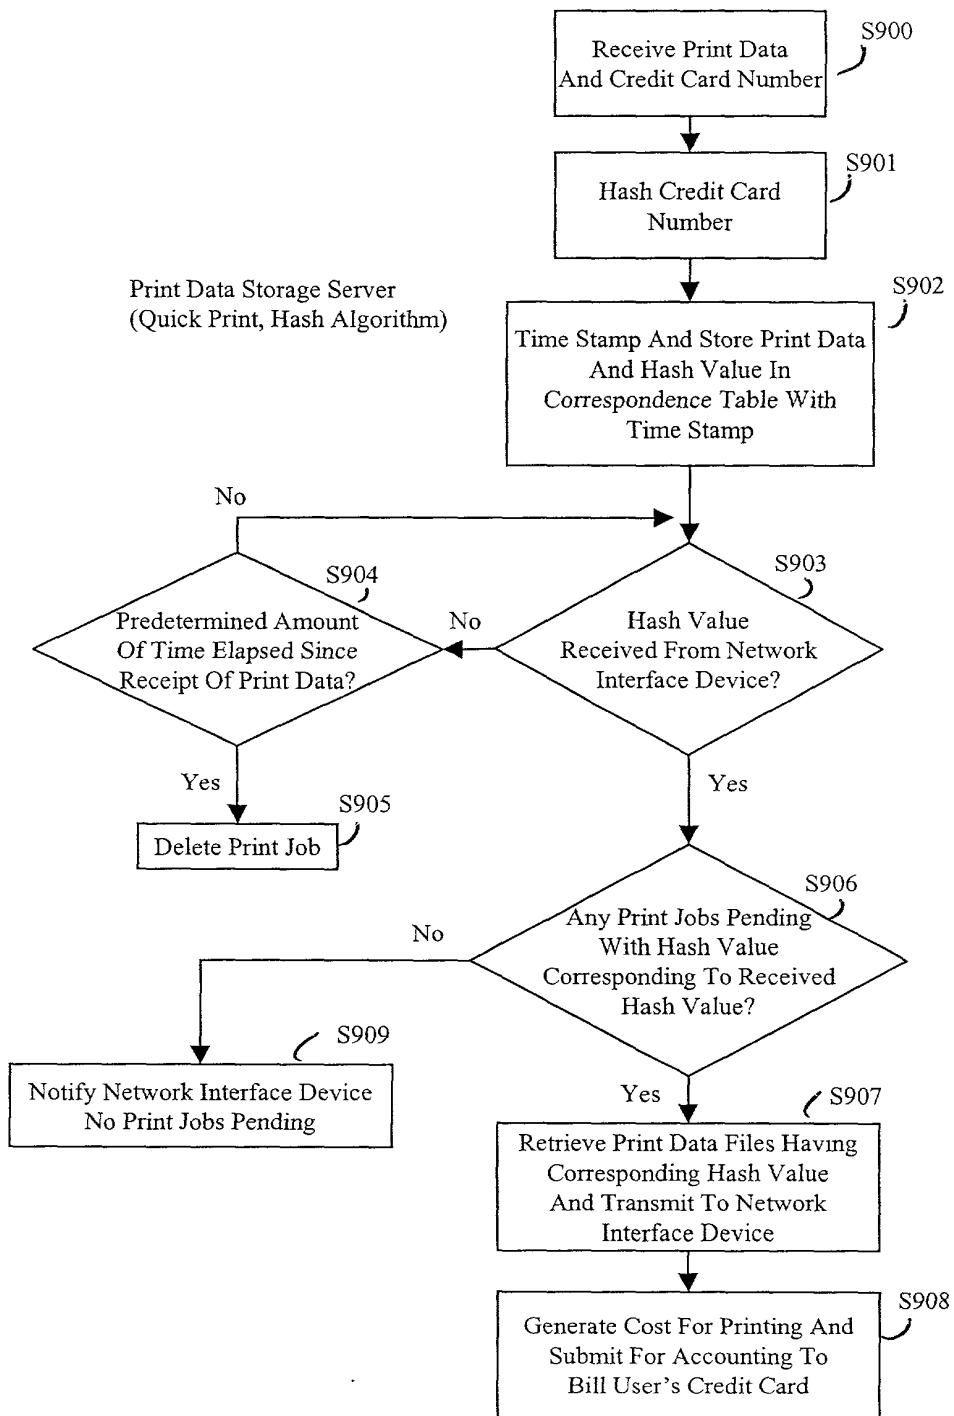 S900
Receive Print Data
And Credit Card Number
S901
Hash Credit Card
Number
Print Data Storage Server
(Quick Print, Hash Algorithm)
S902
Time Stamp And Store Print Data
And Hash Value In
Correspondence Table With
Time Stamp
No
S904
Predetermined Amount
Of Time Elapsed Since
Receipt Of Print Data?
No
S903
Hash Value
Received From Network
Interface Device?
Yes
S905
Delete Print Job
Yes
S906
Any Print Jobs Pending
With Hash Value
Corresponding To Received
Hash Value?
No
S909
Notify Network Interface Device
No Print Jobs Pending
Yes
S907
Retrieve Print Data Files Having
Corresponding Hash Value
And Transmit To Network
Interface Device
S908
Generate Cost For Printing And
Submit For Accounting To
Bill User's Credit Card